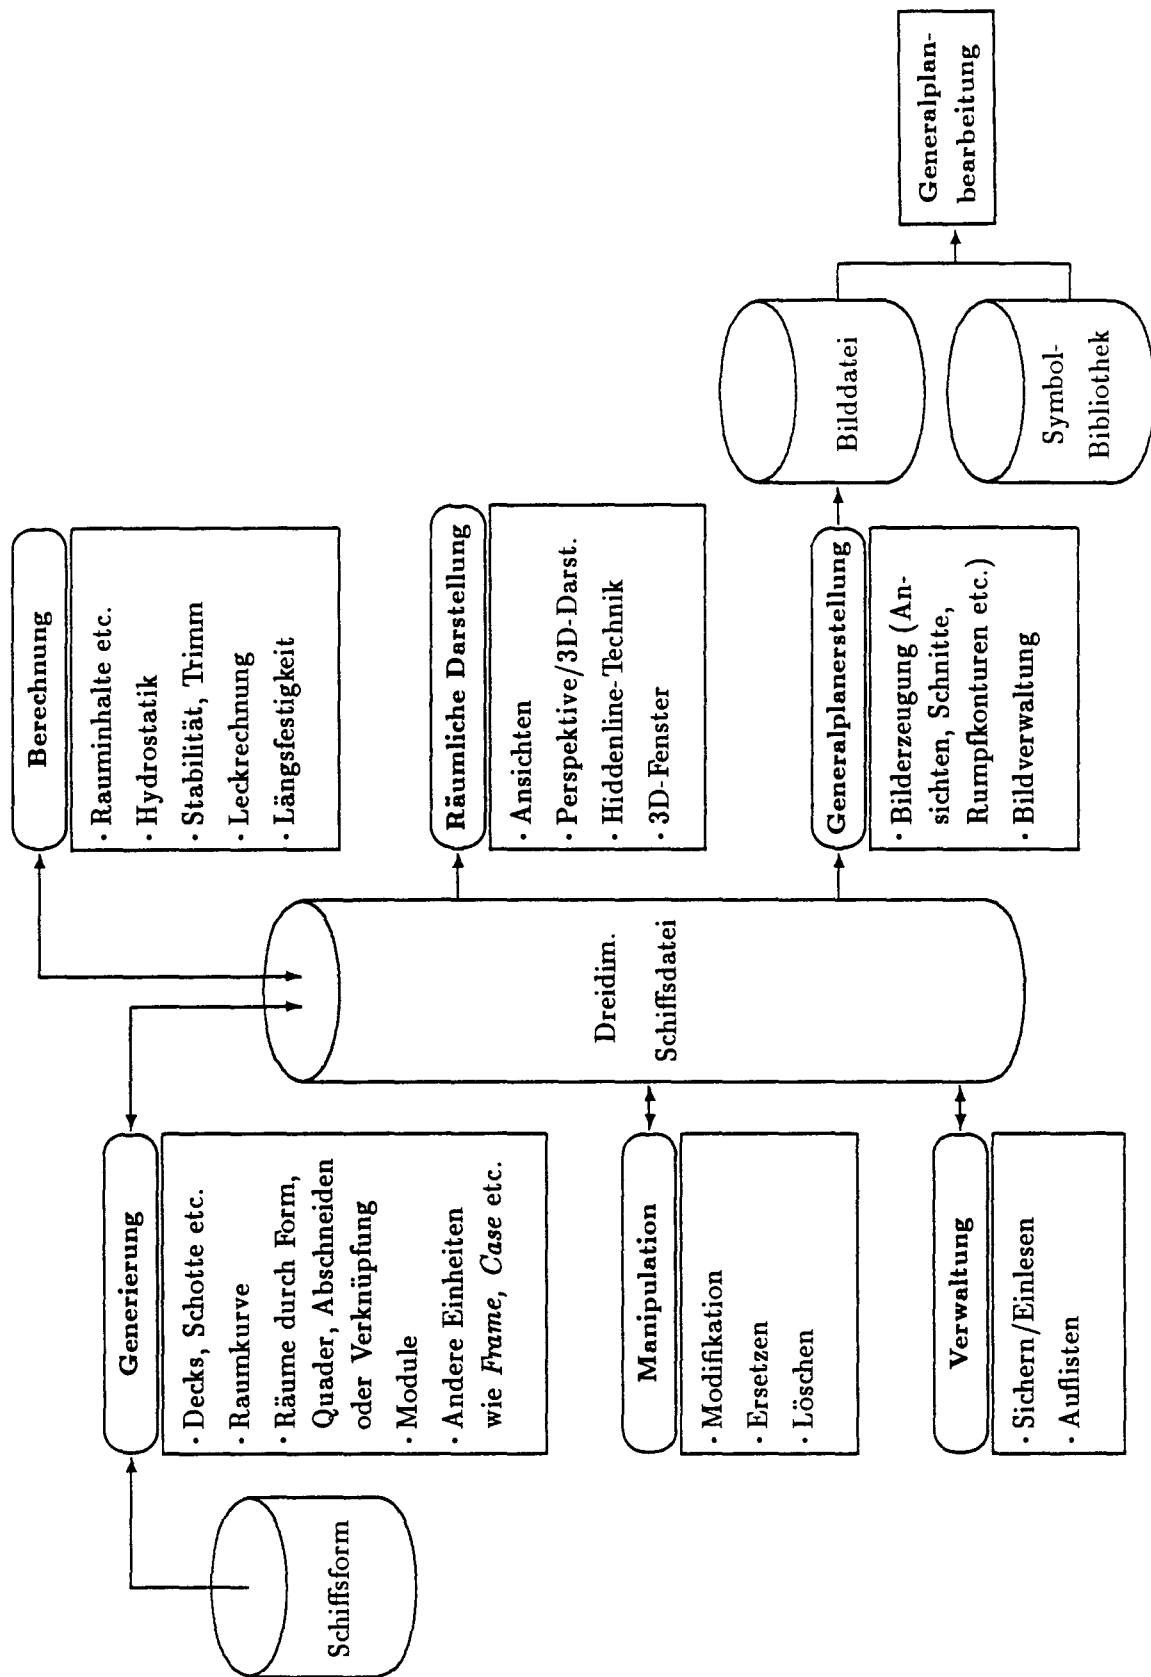 Schiffsform
Generierung
· Decks, Schotte etc.
· Raumkurve
· Räume durch Form,
Quader, Abschneiden
oder Verknüpfung
· Module
· Andere Einheiten
wie Frame, Case etc.
Manipulation
· Modifikation
· Ersetzen
· Löschen
Verwaltung
· Sichern/Einlesen
· Auflisten
Dreidim.
Schiffsdatei
Berechnung
· Rauminhalte etc.
· Hydrostatik
· Stabilität, Trimm
· Leckrechnung
· Längsfestigkeit
Räumliche Darstellung
· Ansichten
· Perspektive/3D-Darst.
· Hiddenline-Technik
· 3D-Fenster
Generalplanerstellung
· Bilderzeugung (An-
sichten, Schnitte,
Rumpfkonturen etc.)
· Bildverwaltung
Bilddatei
Symbol-
Bibliothek
Generalplan-
bearbeitung